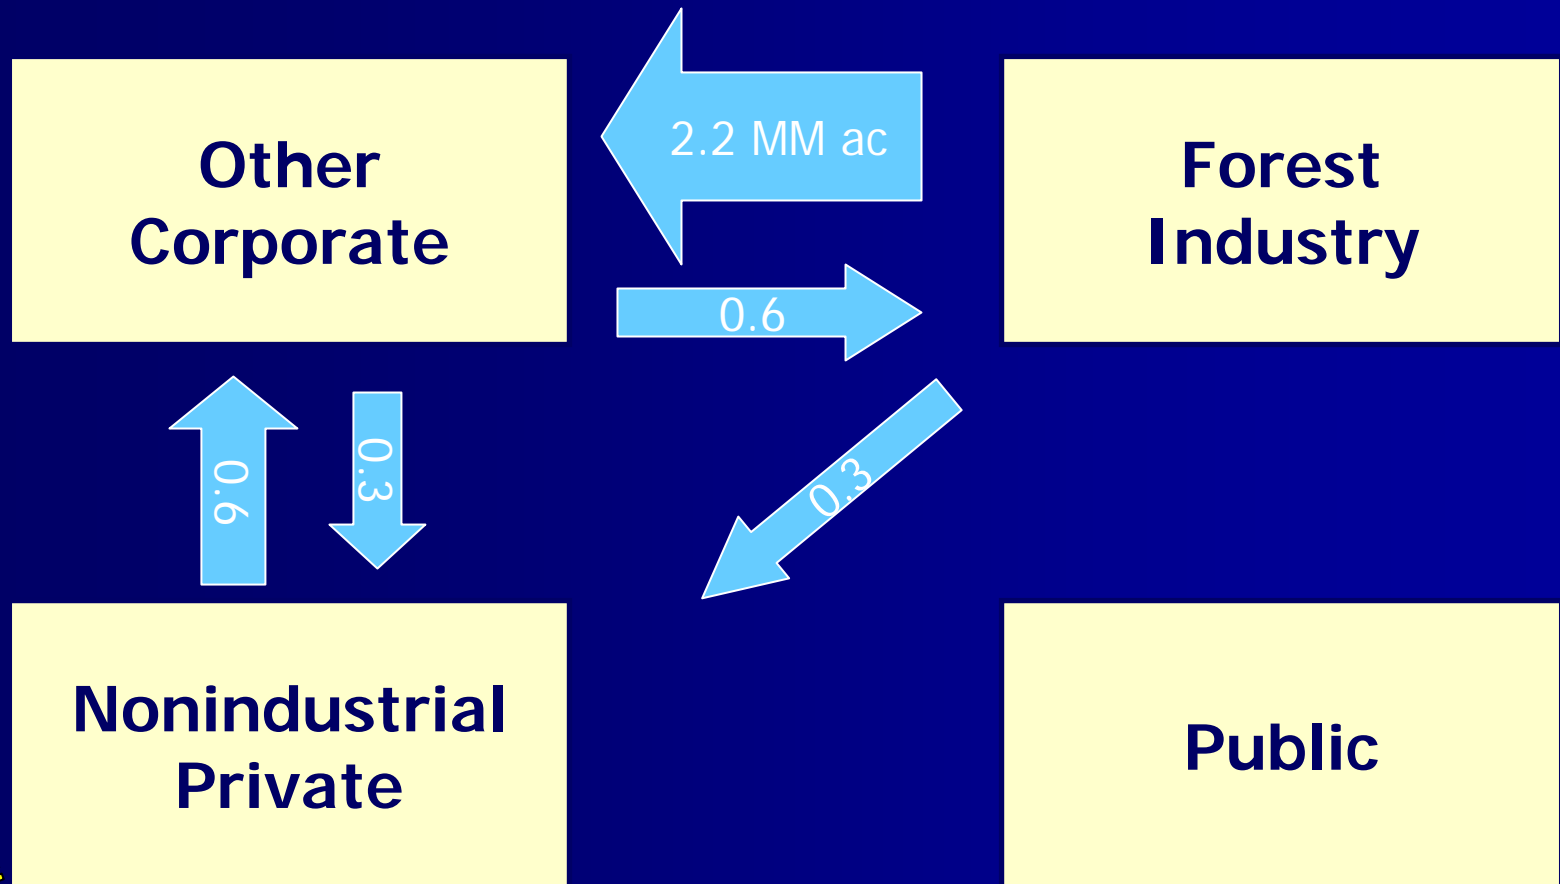 Other
Corporate
2.2 MM ac
Forest
Industry
0.6
0.6
0.3
0.3
Nonindustrial
Private
Public